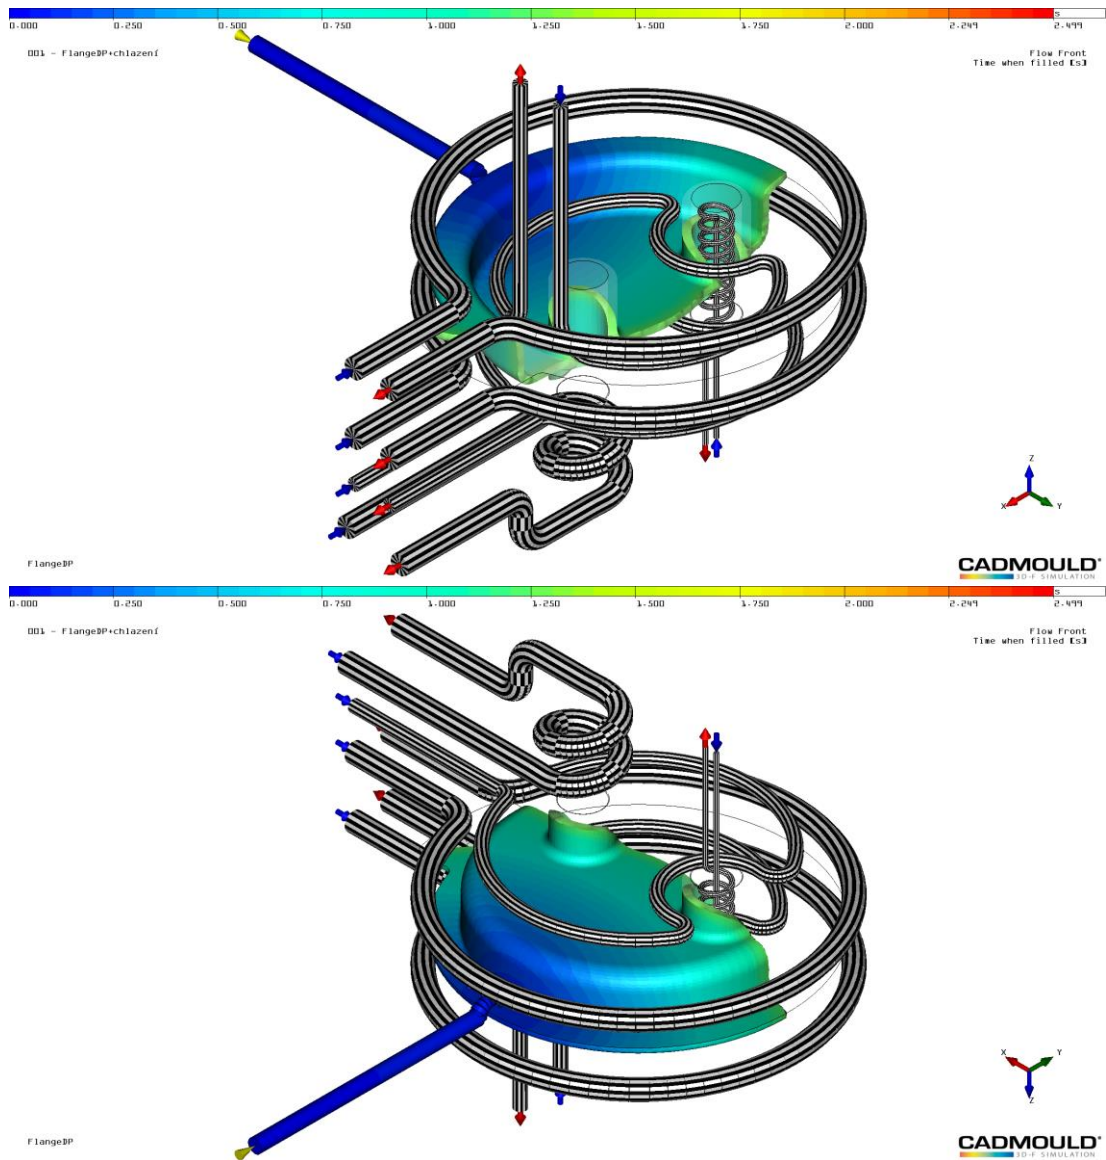 0.000 0.250 0.500 0.750 1.000 1.250 1.500 1.750 2.000 2.249 s 2.499
001 - FlangeDP+chlazení
Flow Front
Time when filled [s]
Z
X Y
FlangeDP
CADMOULD®
3D-F SIMULATION
0.000 0.250 0.500 0.750 1.000 1.250 1.500 1.750 2.000 2.249 s 2.499
001 - FlangeDP+chlazení
Flow Front
Time when filled [s]
X Y
Z
FlangeDP
CADMOULD®
3D-F SIMULATION